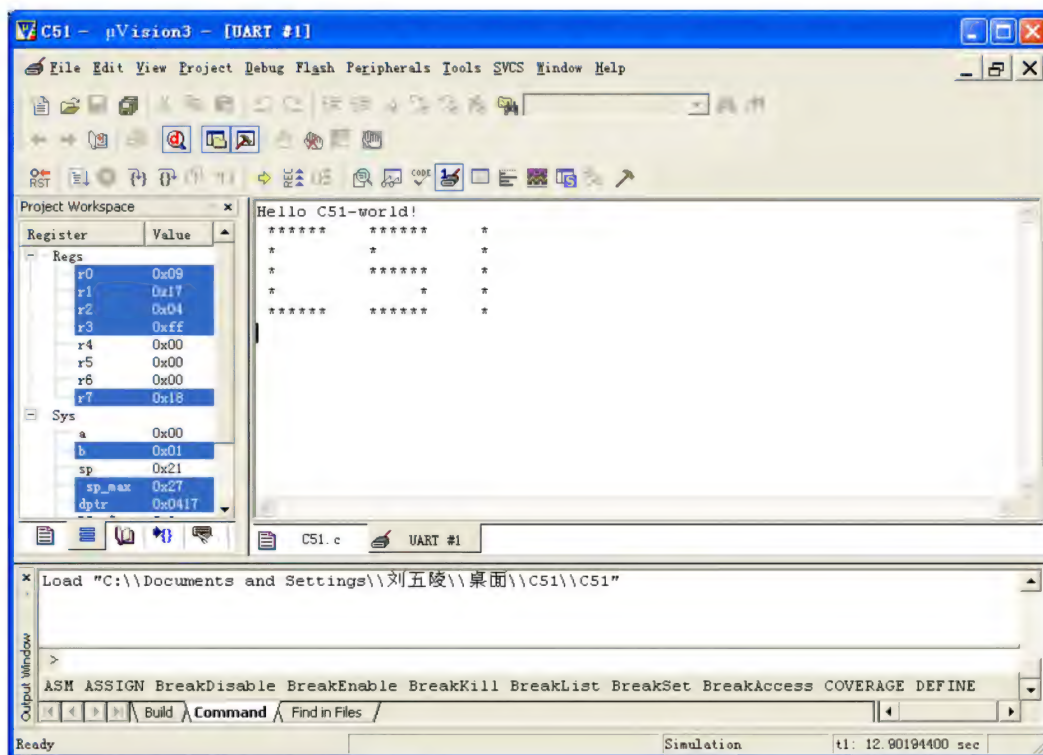 C51 - μVision3 - [UART #1]
File Edit View Project Debug Flash Peripherals Tools SVCS Window Help
RST
CODE
Project Workspace
Register Value
Regs
r0 0x09
r1 0x17
r2 0x04
r3 0xff
r4 0x00
r5 0x00
r6 0x00
r7 0x18
Sys
a 0x00
b 0x01
sp 0x21
sp_max 0x27
dptr 0x0417
Hello C51-world!
****** ****** *
* * *
* ****** *
* * *
****** ****** *
C51.c UART #1
Load "C:\\Documents and Settings\\刘五陵\\桌面\\C51\\C51"
>
ASM ASSIGN BreakDisable BreakEnable BreakKill BreakList BreakSet BreakAccess COVERAGE DEFINE
Output Window
Build Command Find in Files
Ready Simulation t1: 12.90194400 sec